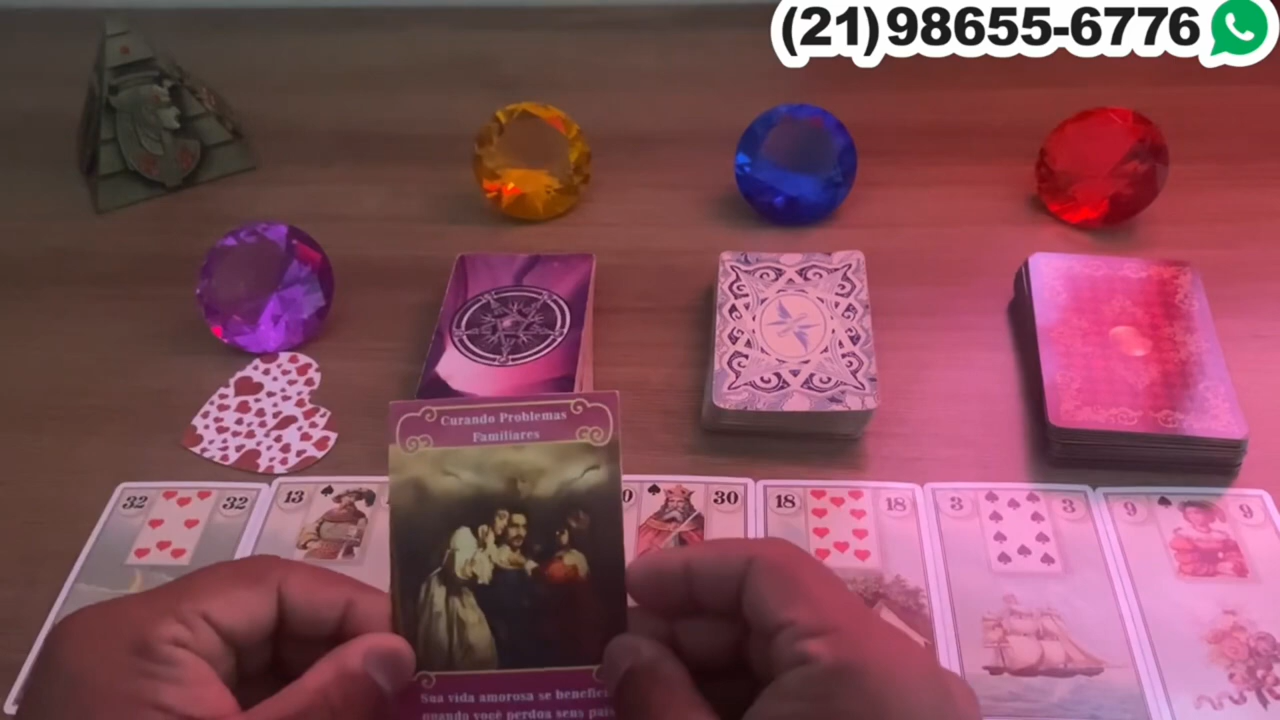 (21)98655-6776
Curando Problemas
Familiares
32 32
13
30
18 18
3 3
9 9
Sua vida amorosa se
quando você perdoa seus pais